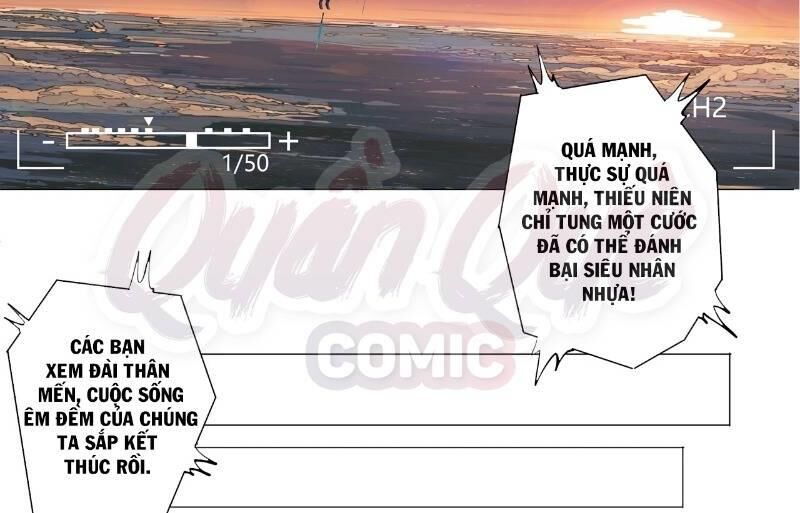 .H2
- +
1/50
QUÁ MẠNH,
THỰC SỰ QUÁ
MẠNH, THIẾU NIÊN
CHỈ TUNG MỘT CƯỚC
ĐÃ CÓ THỂ ĐÁNH
BẠI SIÊU NHÂN
NHỰA!
QUẨN QUÈ
COMIC
CÁC BẠN
XEM ĐÀI THÂN
MẾN, CUỘC SỐNG
ÊM ĐỀM CỦA CHÚNG
TA SẮP KẾT
THÚC RỒI.